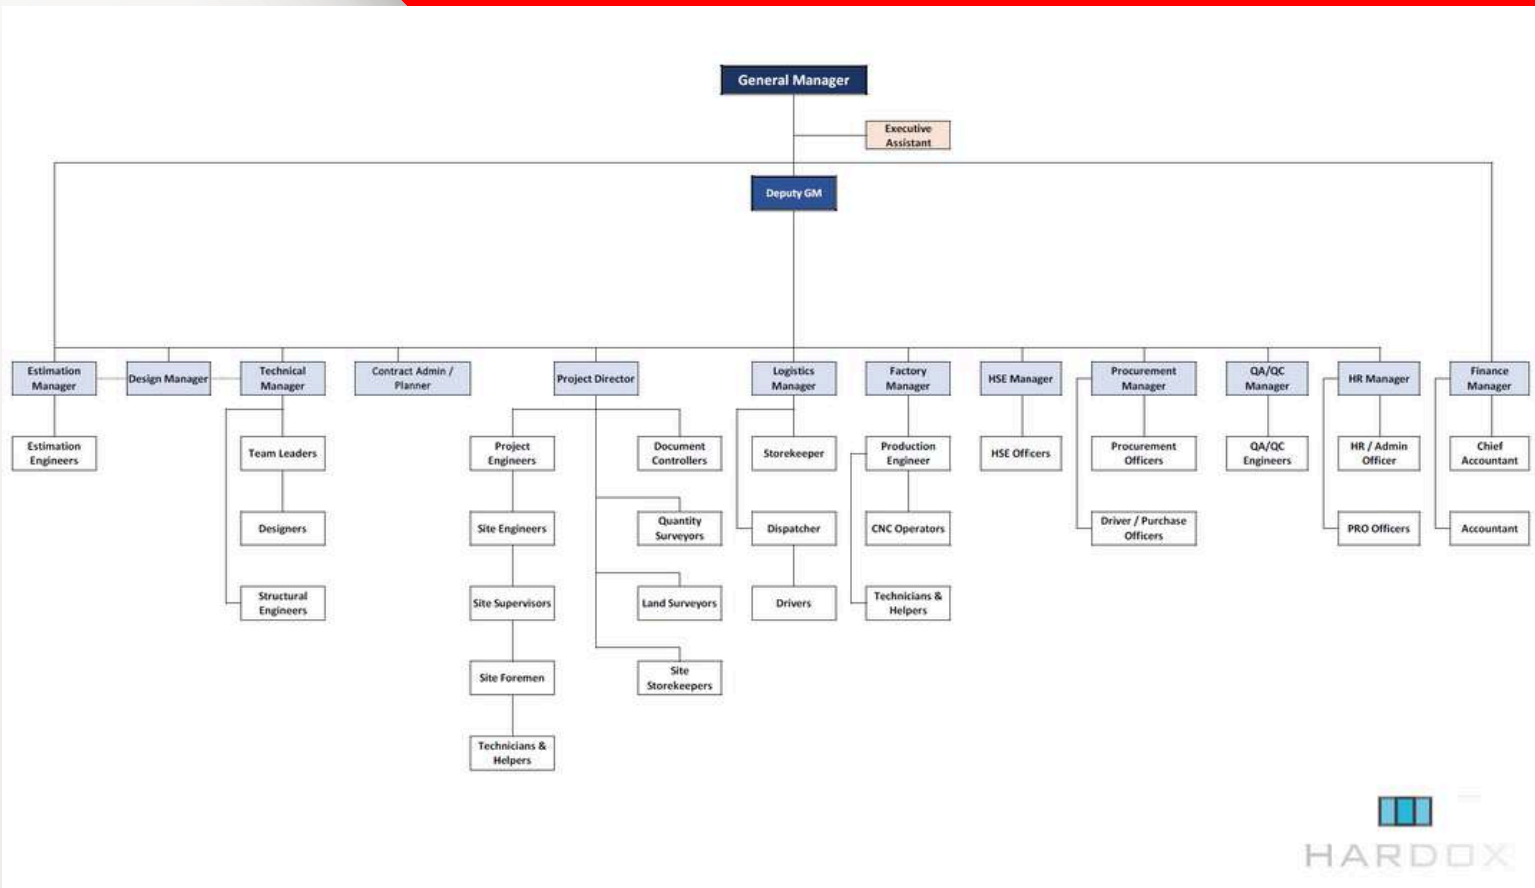 General Manager
Executive
Assistant
Deputy GM
Estimation
Manager
Design Manager
Technical
Manager
Contract Admin /
Planner
Project Director
Logistics
Manager
Factory
Manager
HSE Manager
Procurement
Manager
QA/QC
Manager
HR Manager
Finance
Manager
Estimation
Engineers
Team Leaders
Project
Engineers
Document
Controllers
Storekeeper
Production
Engineer
HSE Officers
Procurement
Officers
QA/QC
Engineers
HR / Admin
Officer
Chief
Accountant
Designers
Site Engineers
Quantity
Surveyors
Dispatcher
CNC Operators
Driver / Purchase
Officers
PRO Officers
Accountant
Structural
Engineers
Site Supervisors
Land Surveyors
Drivers
Technicians &
Helpers
Site Foremen
Site
Storekeepers
Technicians &
Helpers
HARDOX